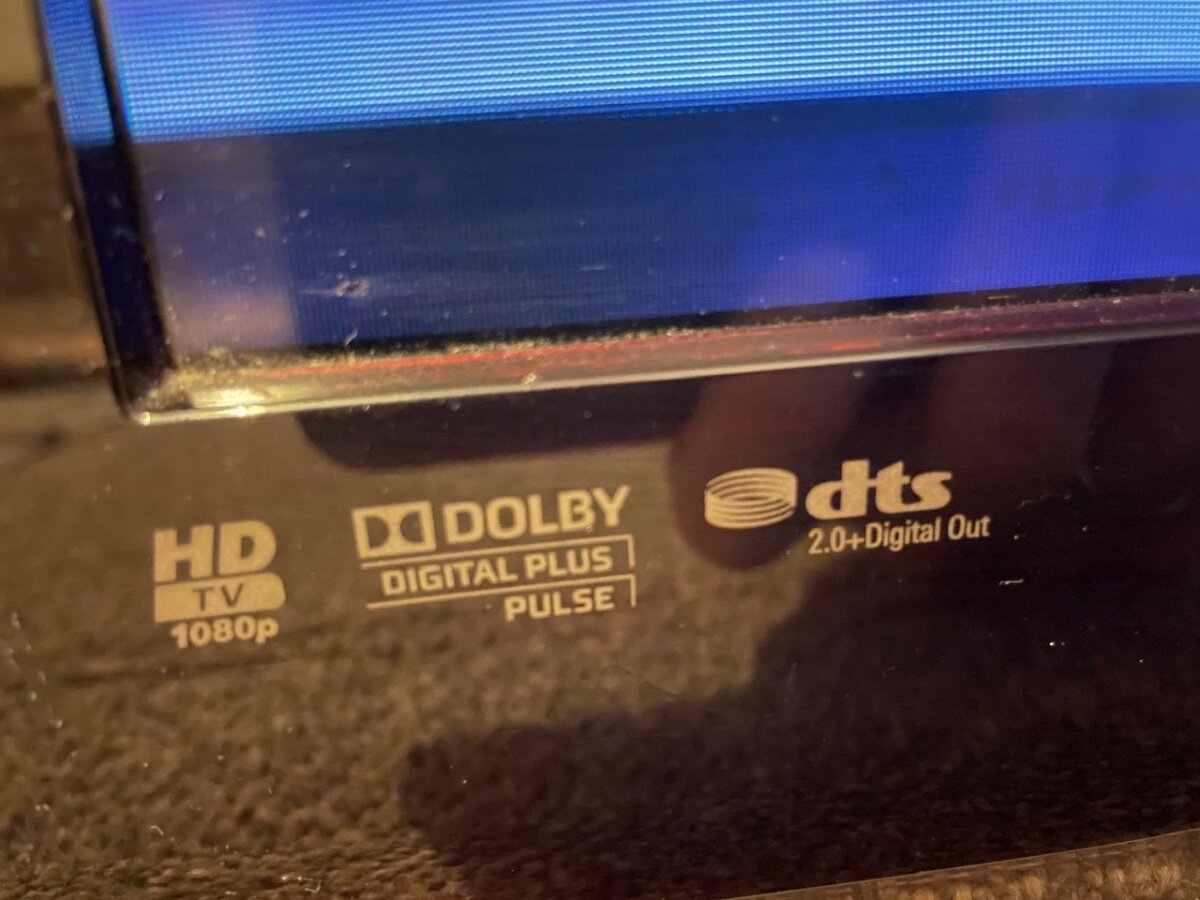 HD
TV
1080p
DOLBY
DIGITAL PLUS
PULSE
dts
2.0+Digital Out